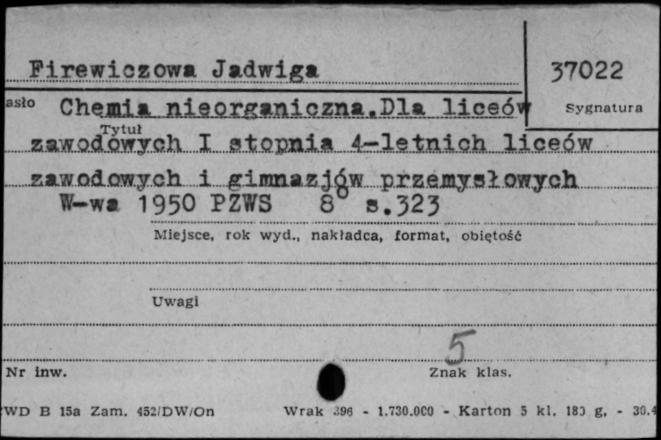 Firewiczowa Jadwiga
37022
asło Chemia nieorganiczna.Dla liceów
Sygnatura
Tytuł
zawodowych I stopnia 4-letnich liceów
zawodowych i gimnazjów przemysłowych
W-wa 1950 PZWS 8° s.323
Miejsce, rok wyd., nakładca, format, objętość
Uwagi
5
Nr inw.
Znak klas.
WD B 15a Zam. 452/DW/On Wrak 396 - 1.730.000 - Karton 5 kl. 180 g, - 30.4